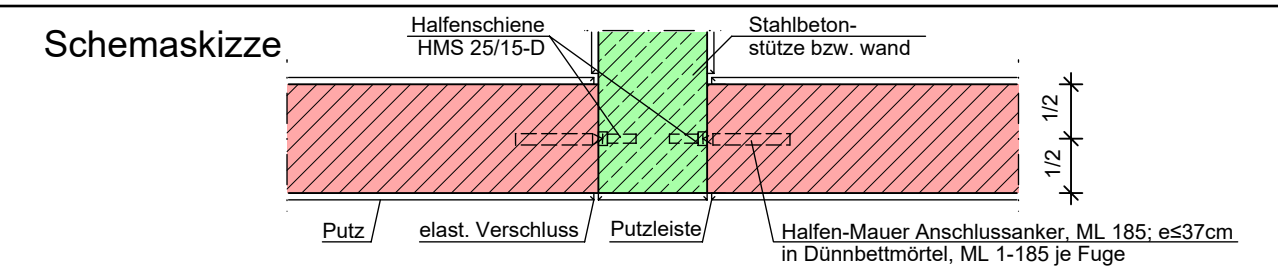 Schemaskizze
Halfenschiene
HMS 25/15-D
Stahlbeton-
stütze bzw. wand
1/2
1/2
Putz
elast. Verschluss
Putzleiste
Halfen-Mauer Anschlussanker, ML 185; e≤37cm
in Dünnbettmörtel, ML 1-185 je Fuge